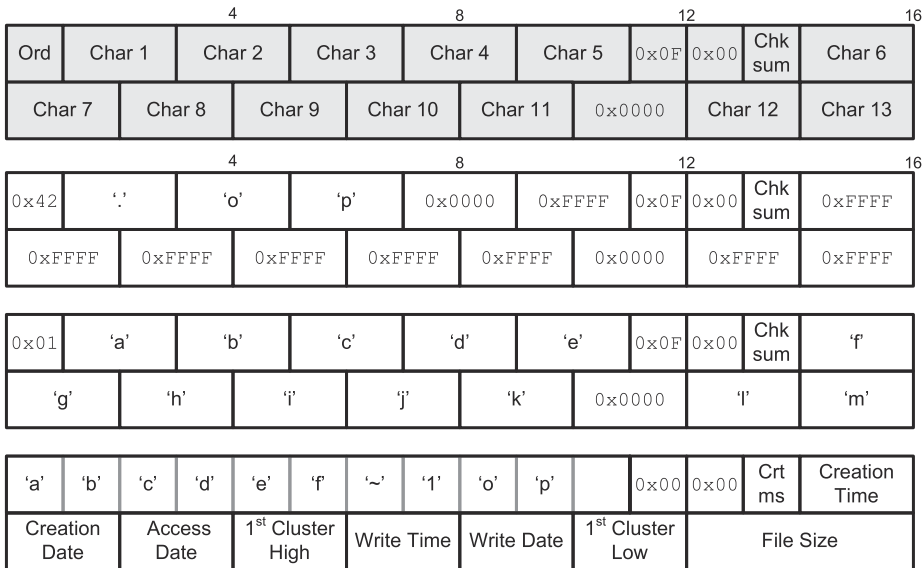 4 8 12 16
Ord Char 1 Char 2 Char 3 Char 4 Char 5 0x0F 0x00 Chk sum Char 6
Char 7 Char 8 Char 9 Char 10 Char 11 0x0000 Char 12 Char 13
4 8 12 16
0x42 ‘.’ ‘o’ ‘p’ 0x0000 0xFFFF 0x0F 0x00 Chk sum 0xFFFF
0xFFFF 0xFFFF 0xFFFF 0xFFFF 0xFFFF 0x0000 0xFFFF 0xFFFF
0x01 ‘a’ ‘b’ ‘c’ ‘d’ ‘e’ 0x0F 0x00 Chk sum ‘f’
‘g’ ‘h’ ‘i’ ‘j’ ‘k’ 0x0000 ‘l’ ‘m’
‘a’ ‘b’ ‘c’ ‘d’ ‘e’ ‘f’ ‘~’ ‘1’ ‘o’ ‘p’ 0x00 0x00 Crt ms Creation Time
Creation Date Access Date 1st Cluster High Write Time Write Date 1st Cluster Low File Size